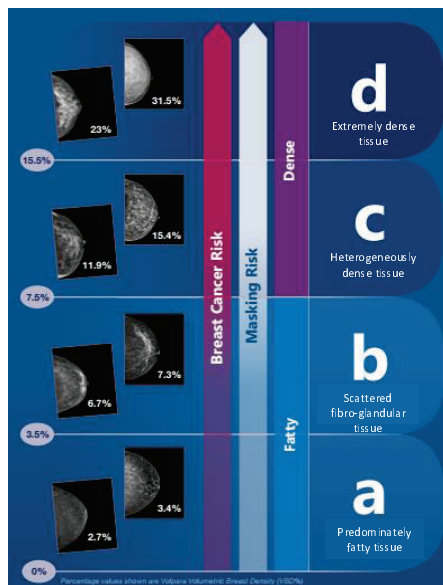 31.5%
23%
15.5%
d
Extremely dense
tissue
Dense
15.4%
11.9%
7.5%
c
Heterogeneously
dense tissue
Breast Cancer Risk
Masking Risk
7.3%
6.7%
3.5%
b
Scattered
fibro-glandular
tissue
Fatty
3.4%
2.7%
0%
a
Predominately
fatty tissue
Percentage values shown are Volpara Volumetric Breast Density (VBD%)